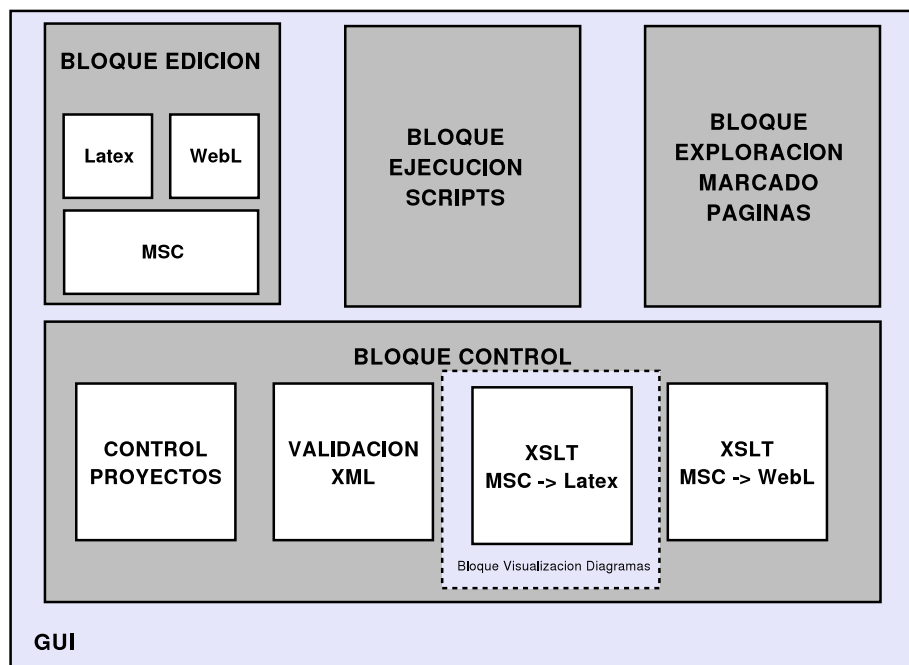 BLOQUE EDICION
Latex
WebL
MSC
BLOQUE
EJECUCION
SCRIPTS
BLOQUE
EXPLORACION
MARCADO
PAGINAS
BLOQUE CONTROL
CONTROL
PROYECTOS
VALIDACION
XML
XSLT
MSC -> Latex
Bloque Visualizacion Diagramas
XSLT
MSC -> WebL
GUI